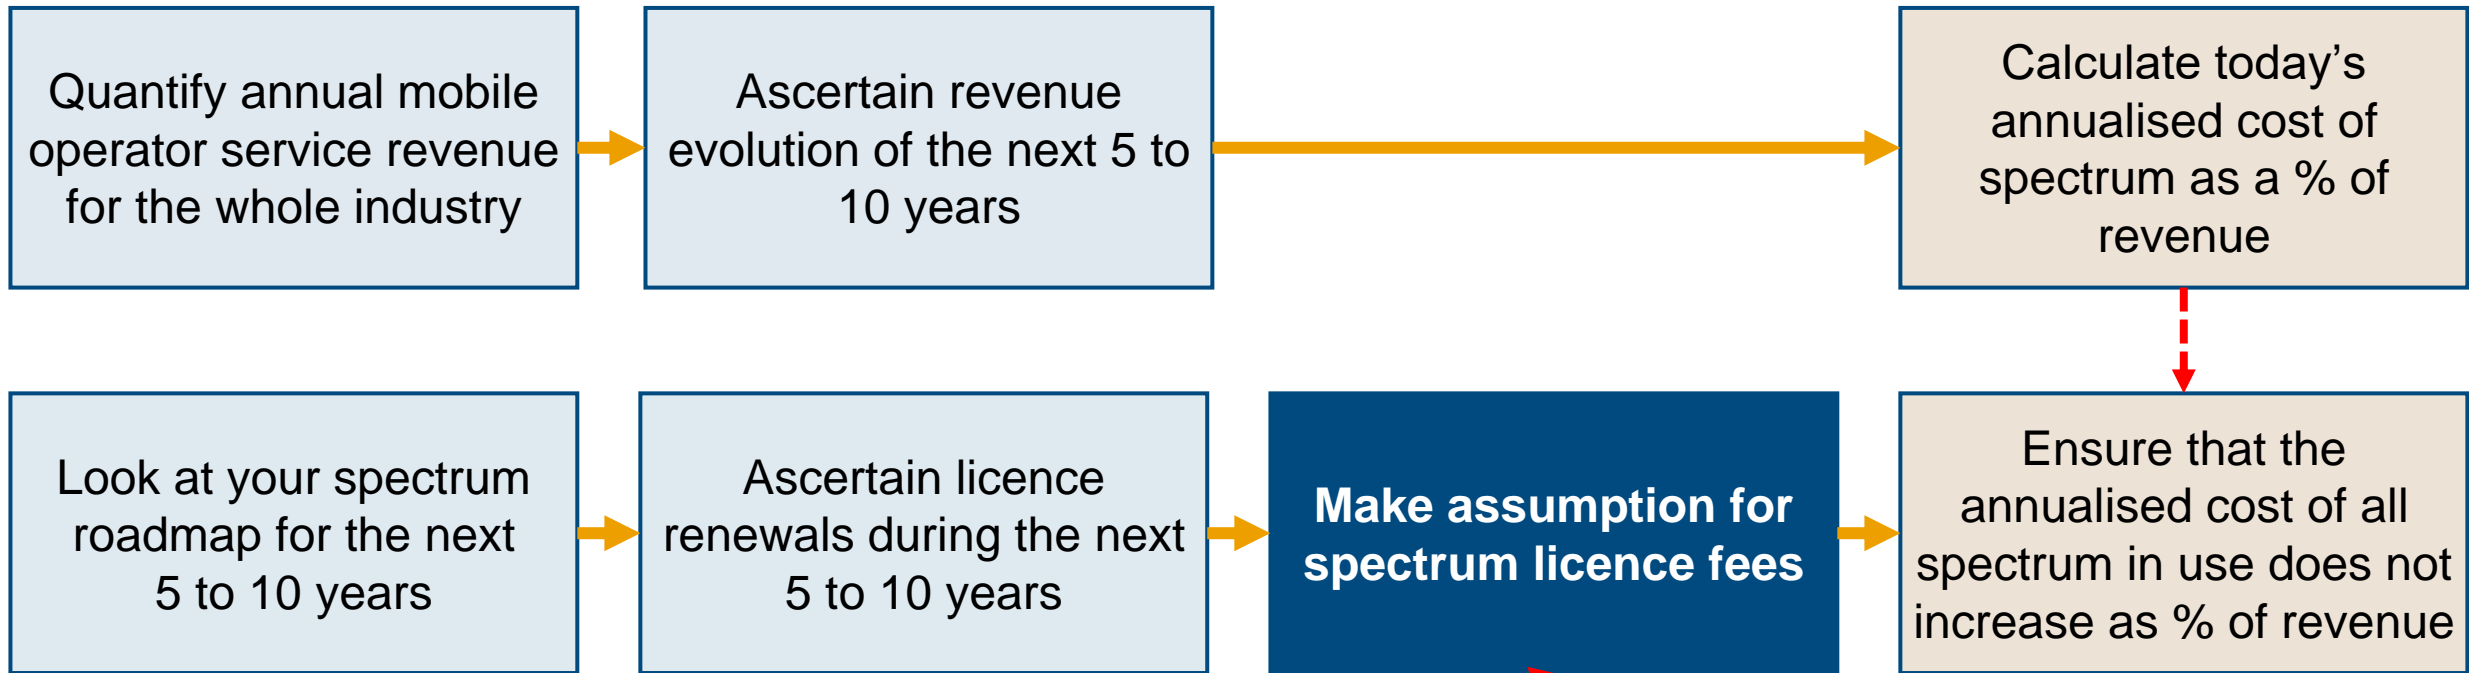 Quantify annual mobile
operator service revenue
for the whole industry
Ascertain revenue
evolution of the next 5 to
10 years
Calculate today’s
annualised cost of
spectrum as a % of
revenue
Look at your spectrum
roadmap for the next
5 to 10 years
Ascertain licence
renewals during the next
5 to 10 years
Make assumption for
spectrum licence fees
Ensure that the
annualised cost of all
spectrum in use does not
increase as % of revenue